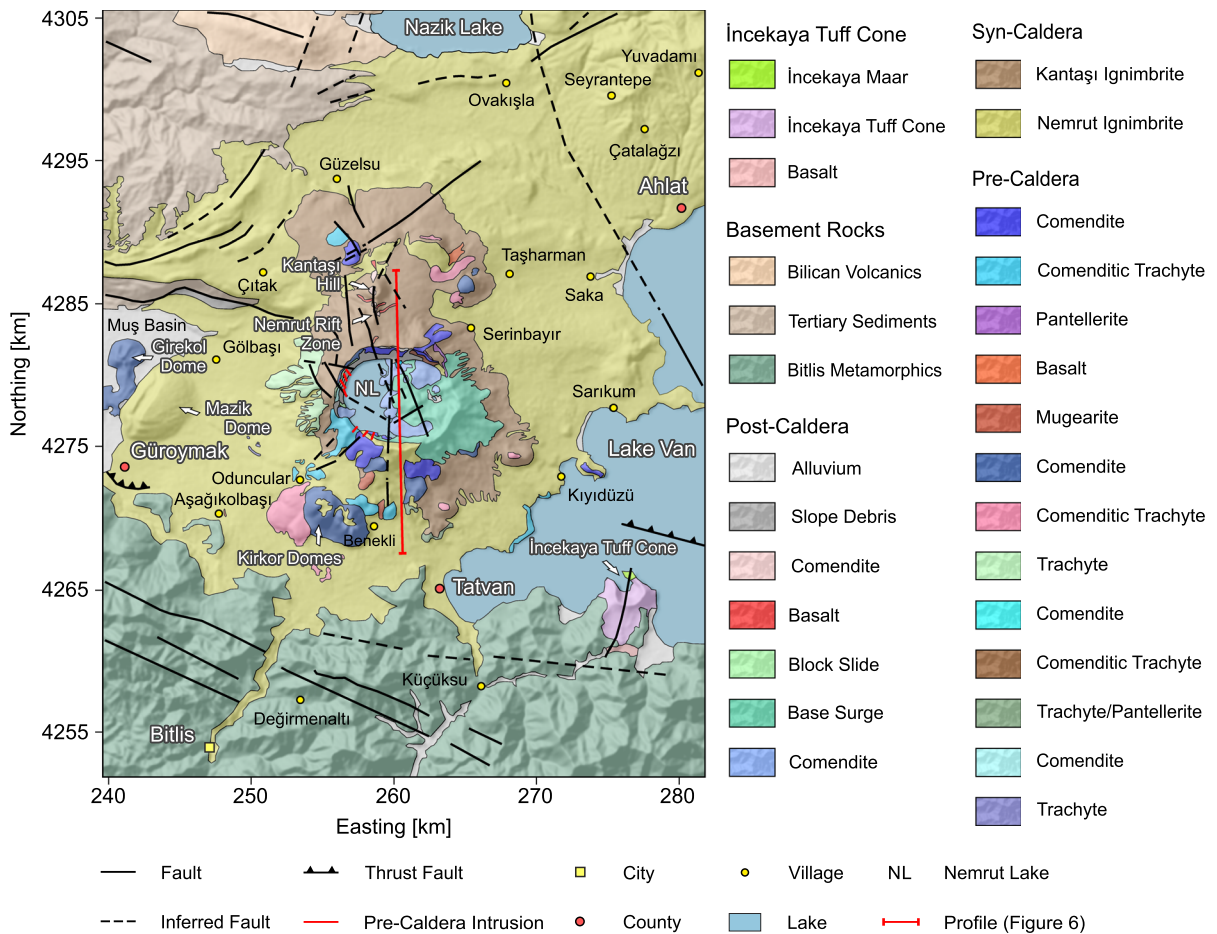 4305
4295
4285
4275
4265
4255
Northing [km]
240
250
260
270
280
Easting [km]
Nazik Lake
Yuvadamı
Seyrantepe
Ovakışla
Çatalağzı
Güzelsu
Ahlat
Taşharman
Kantaşı
Hill
Çıtak
Saka
Muş Basin
Nemrut Rift
Zone
Serinbayır
Girekol
Dome
Gölbaşı
NL
Sarıkum
Mazik
Dome
Lake Van
Güroymak
Oduncular
Kıyıdüzü
Aşağıkolbaşı
Benekli
İncekaya Tuff Cone
Kirkor Domes
Tatvan
Küçüksu
Değirmenaltı
Bitlis
İncekaya Tuff Cone
İncekaya Maar
İncekaya Tuff Cone
Basalt
Basement Rocks
Bilican Volcanics
Tertiary Sediments
Bitlis Metamorphics
Post-Caldera
Alluvium
Slope Debris
Comendite
Basalt
Block Slide
Base Surge
Comendite
Syn-Caldera
Kantaşı Ignimbrite
Nemrut Ignimbrite
Pre-Caldera
Comendite
Comenditic Trachyte
Pantellerite
Basalt
Mugearite
Comendite
Comenditic Trachyte
Trachyte
Comendite
Comenditic Trachyte
Trachyte/Pantellerite
Comendite
Trachyte
Fault
Thrust Fault
City
Village
NL
Nemrut Lake
Inferred Fault
Pre-Caldera Intrusion
County
Lake
Profile (Figure 6)